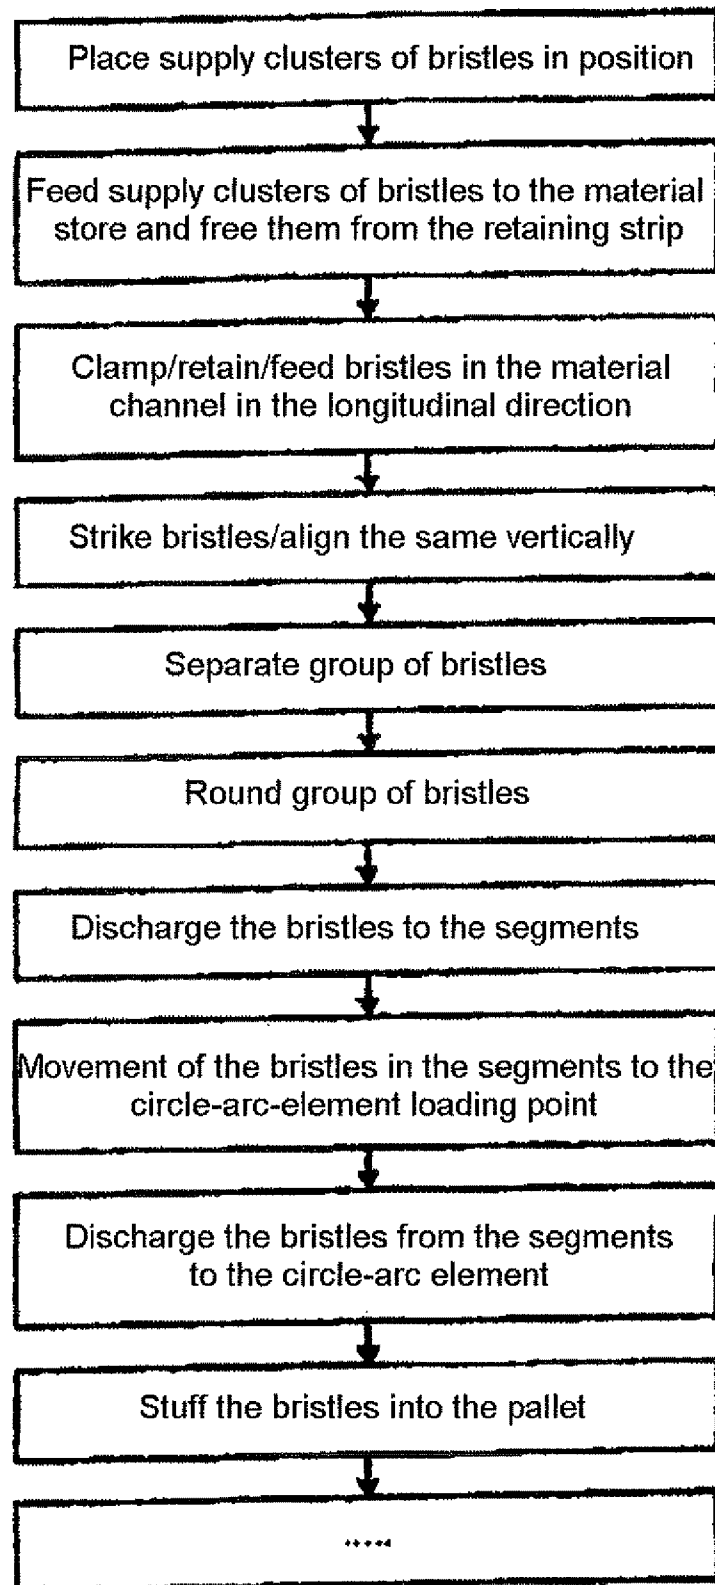 Place supply clusters of bristles in position
Feed supply clusters of bristles to the material
store and free them from the retaining strip
Clamp/retain/feed bristles in the material
channel in the longitudinal direction
Strike bristles/align the same vertically
Separate group of bristles
Round group of bristles
Discharge the bristles to the segments
Movement of the bristles in the segments to the
circle-arc-element loading point
Discharge the bristles from the segments
to the circle-arc element
Stuff the bristles into the pallet
.....